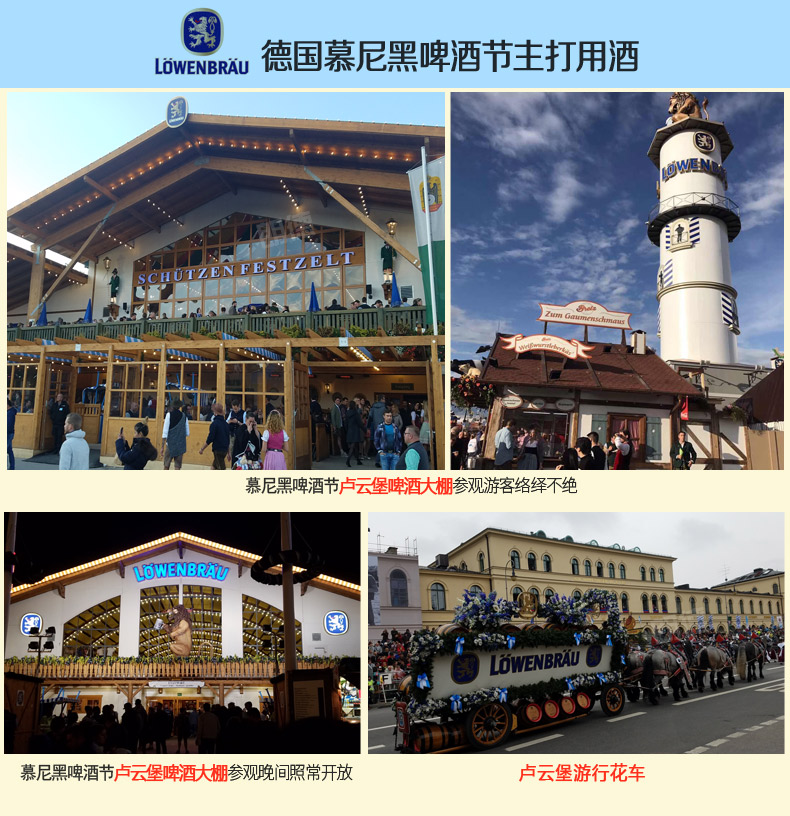 LÖWENBRÄU
德国慕尼黑啤酒节主打用酒
SCHÜTZENFESTZELT
LÖWENBR
Zum Gaumenschmaus
慕尼黑啤酒节卢云堡啤酒大棚参观游客络绎不绝
LÖWENBRÄU
LÖWENBRÄU
慕尼黑啤酒节卢云堡啤酒大棚参观晚间照常开放
卢云堡游行花车